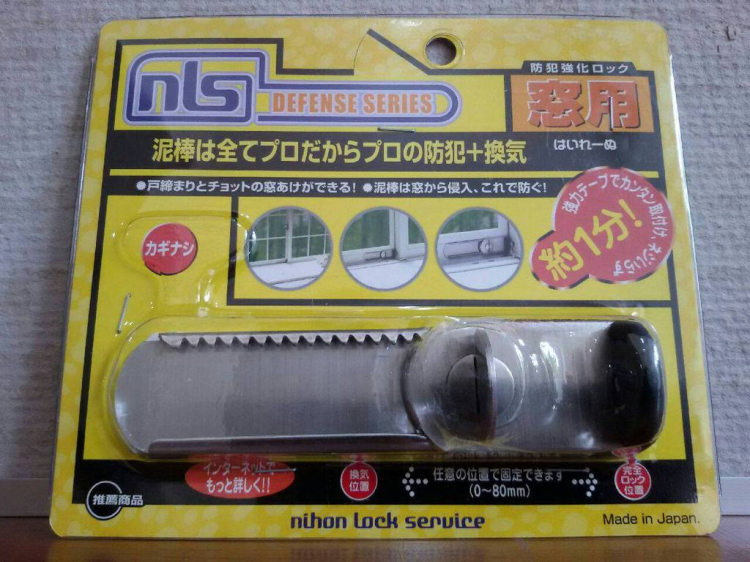 nls
DEFENSE SERIES
防犯強化ロック
窓用
はいれーぬ
泥棒は全てプロだからプロの防犯+換気
●戸締まりとチョットの窓あけができる!●泥棒は窓から侵入、これで防ぐ!
強力テープでカンタン取付け、ネジいらず
約1分!
カギナシ
インターネットで
もっと詳しく!!
換気
位置
任意の位置で固定できます
(0~80mm)
完全
ロック
位置
推薦商品
nihon lock service
Made in Japan.